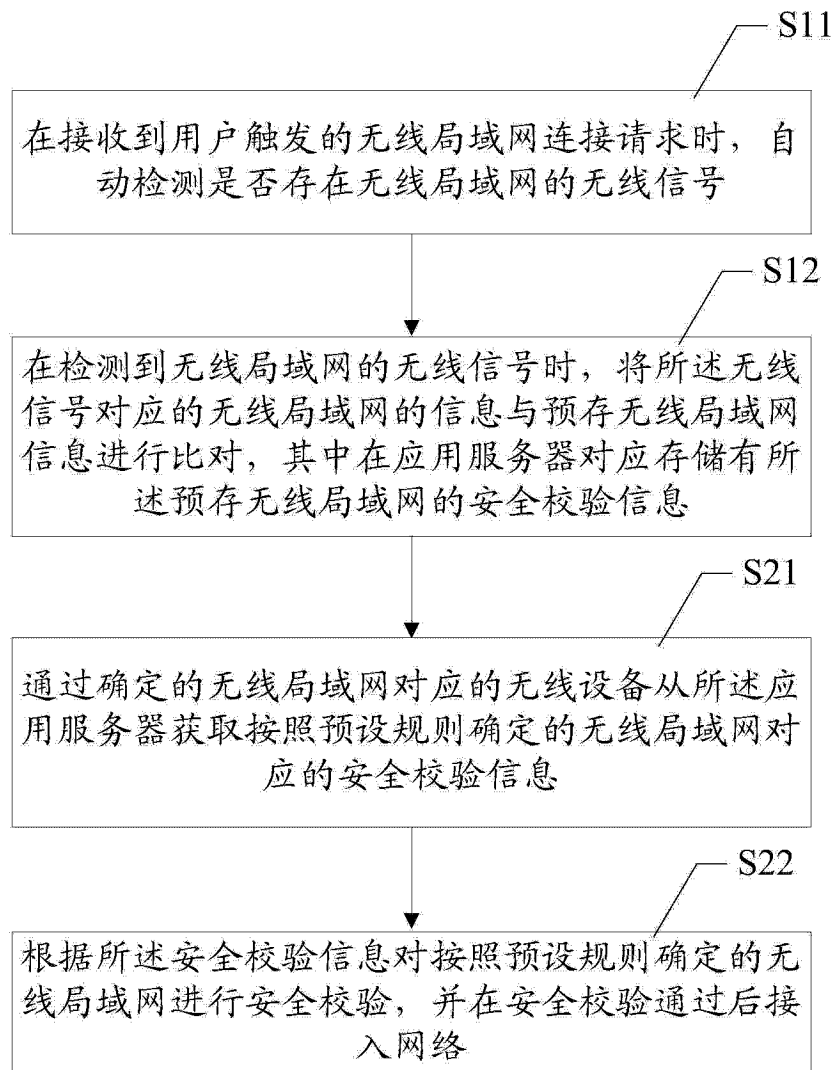 S11
在接收到用户触发的无线局域网连接请求时，自
动检测是否存在无线局域网的无线信号
S12
在检测到无线局域网的无线信号时，将所述无线
信号对应的无线局域网的信息与预存无线局域网
信息进行比对，其中在应用服务器对应存储有所
述预存无线局域网的安全校验信息
S21
通过确定的无线局域网对应的无线设备从所述应
用服务器获取按照预设规则确定的无线局域网对
应的安全校验信息
S22
根据所述安全校验信息对按照预设规则确定的无
线局域网进行安全校验，并在安全校验通过后接
入网络